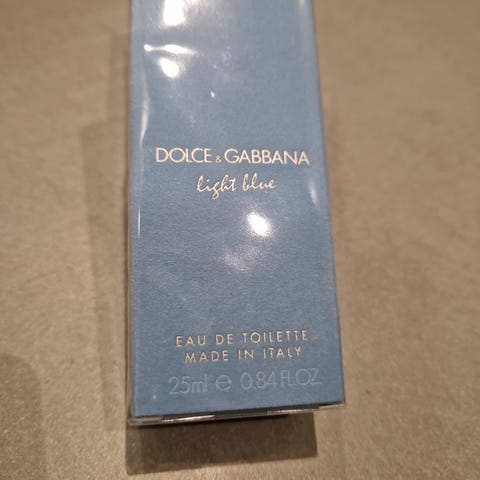 DOLCE & GABBANA
light blue
EAU DE TOILETTE
MADE IN ITALY
25ml ℮ 0.84 FL.OZ